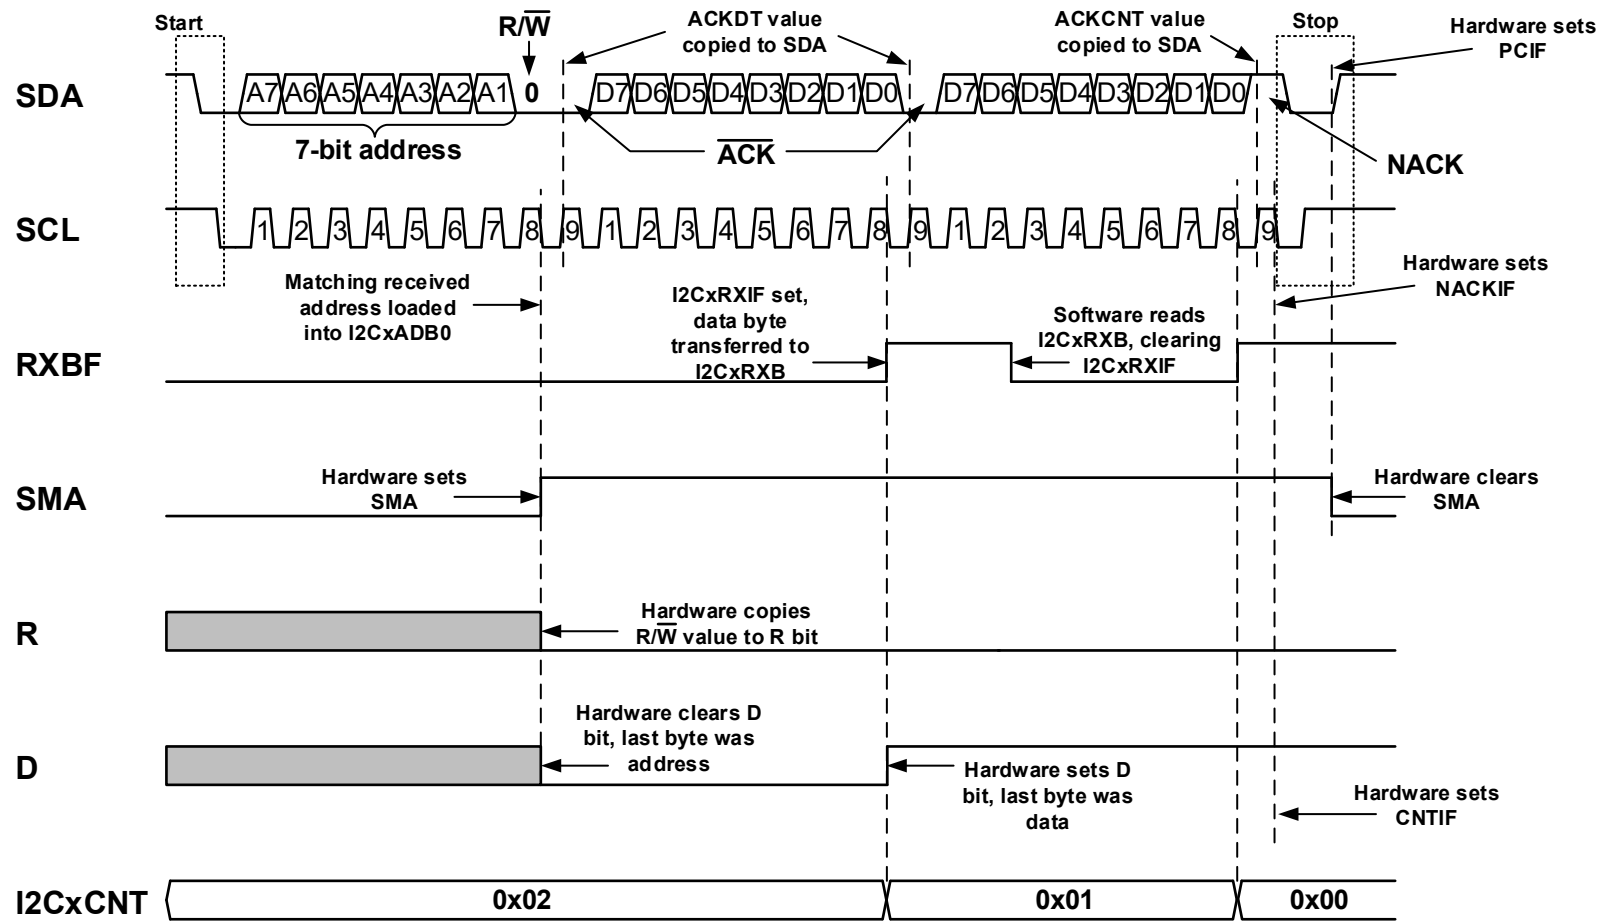 Start
R/W
ACKDT value
copied to SDA
ACKCNT value
copied to SDA
Stop
Hardware sets
PCIF
SDA
A7 A6 A5 A4 A3 A2 A1 0 D7 D6 D5 D4 D3 D2 D1 D0 D7 D6 D5 D4 D3 D2 D1 D0
7-bit address
ACK
NACK
SCL
1 2 3 4 5 6 7 8 9 1 2 3 4 5 6 7 8 9 1 2 3 4 5 6 7 8 9
Matching received
address loaded
into I2CxADB0
I2CxRXIF set,
data byte
transferred to
I2CxRXB
Software reads
I2CxRXB, clearing
I2CxRXIF
Hardware sets
NACKIF
RXBF
SMA
Hardware sets
SMA
Hardware clears
SMA
R
Hardware copies
R/W value to R bit
D
Hardware clears D
bit, last byte was
address
Hardware sets D
bit, last byte was
data
Hardware sets
CNTIF
I2CxCNT
0x02
0x01
0x00